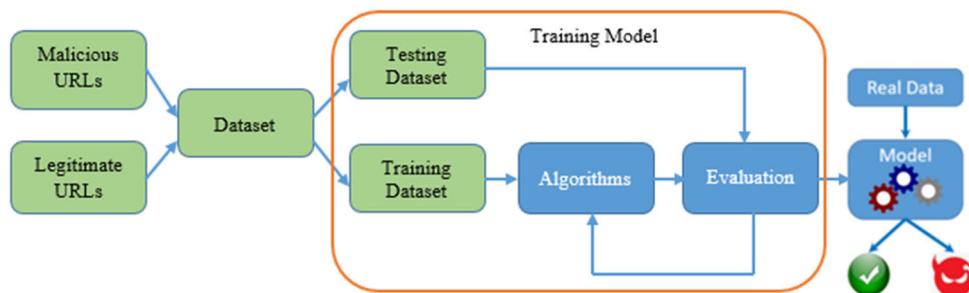 Malicious
URLs
Legitimate
URLs
Dataset
Training Model
Testing
Dataset
Training
Dataset
Algorithms
Evaluation
Real Data
Model